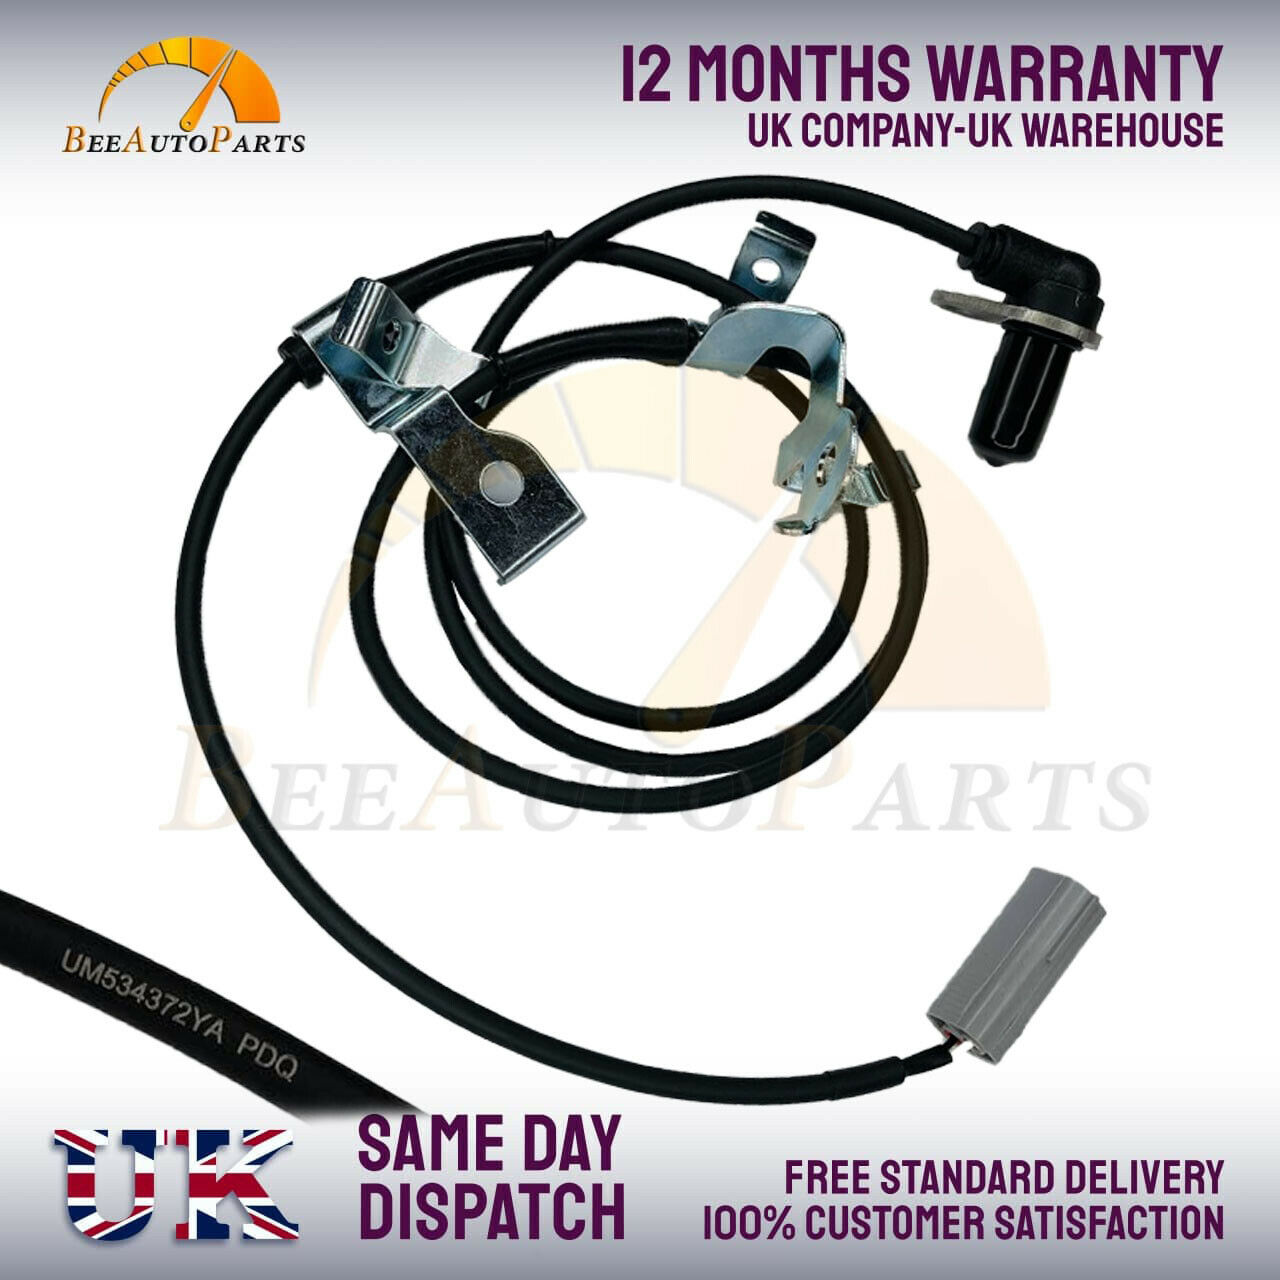 BEEAUTOPARTS
12 MONTHS WARRANTY
UK COMPANY-UK WAREHOUSE
BEEAUTOPARTS
UM534372YA PDQ
UK
SAME DAY
DISPATCH
FREE STANDARD DELIVERY
100% CUSTOMER SATISFACTION